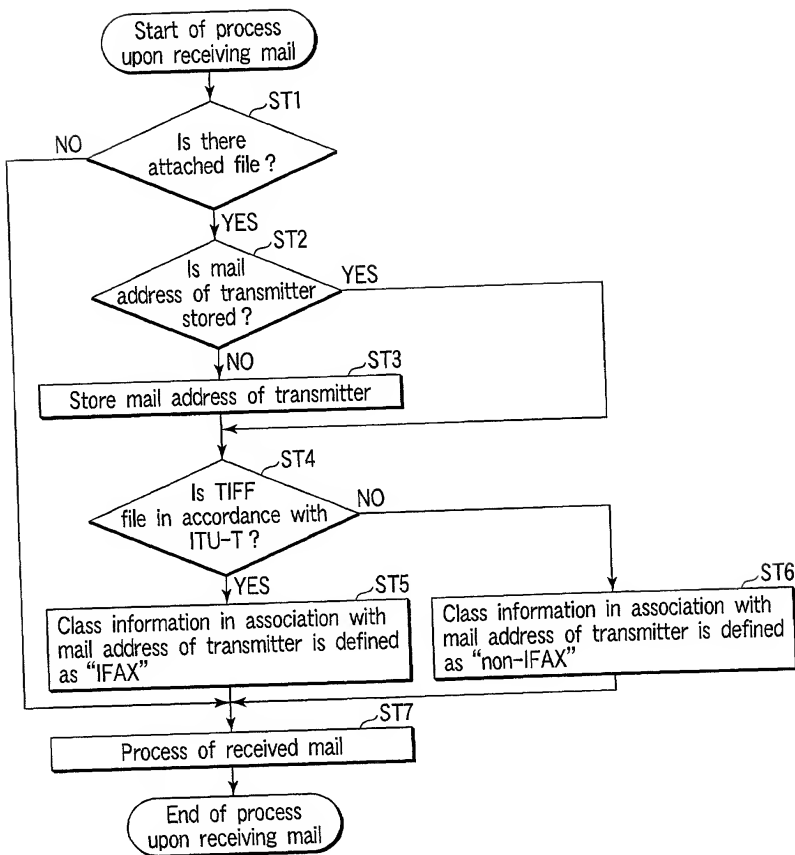 Start of process
upon receiving mail
ST1
NO
Is there
attached file?
YES
ST2
Is mail
address of transmitter
stored?
YES
NO
ST3
Store mail address of transmitter
ST4
Is TIFF
file in accordance with
ITU-T?
NO
YES
ST5
Class information in association with
mail address of transmitter is defined
as “IFAX”
ST6
Class information in association with
mail address of transmitter is defined
as “non-IFAX”
ST7
Process of received mail
End of process
upon receiving mail